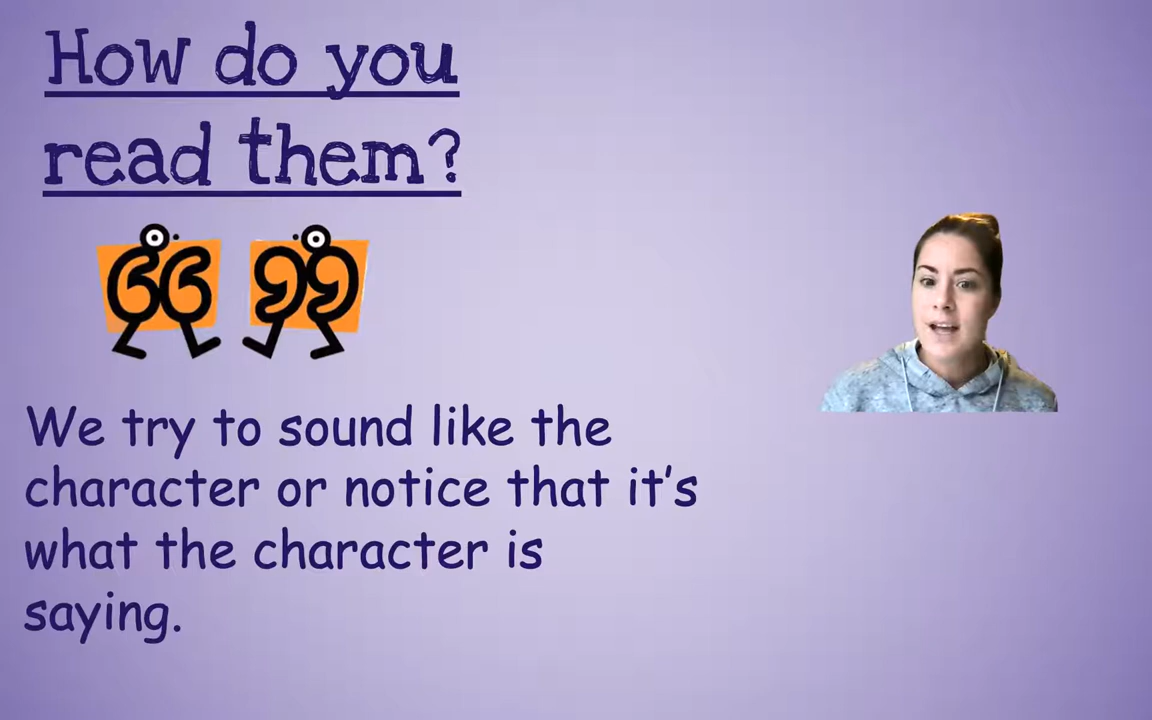 How do you
read them?
“ ”
We try to sound like the
character or notice that it's
what the character is
saying.